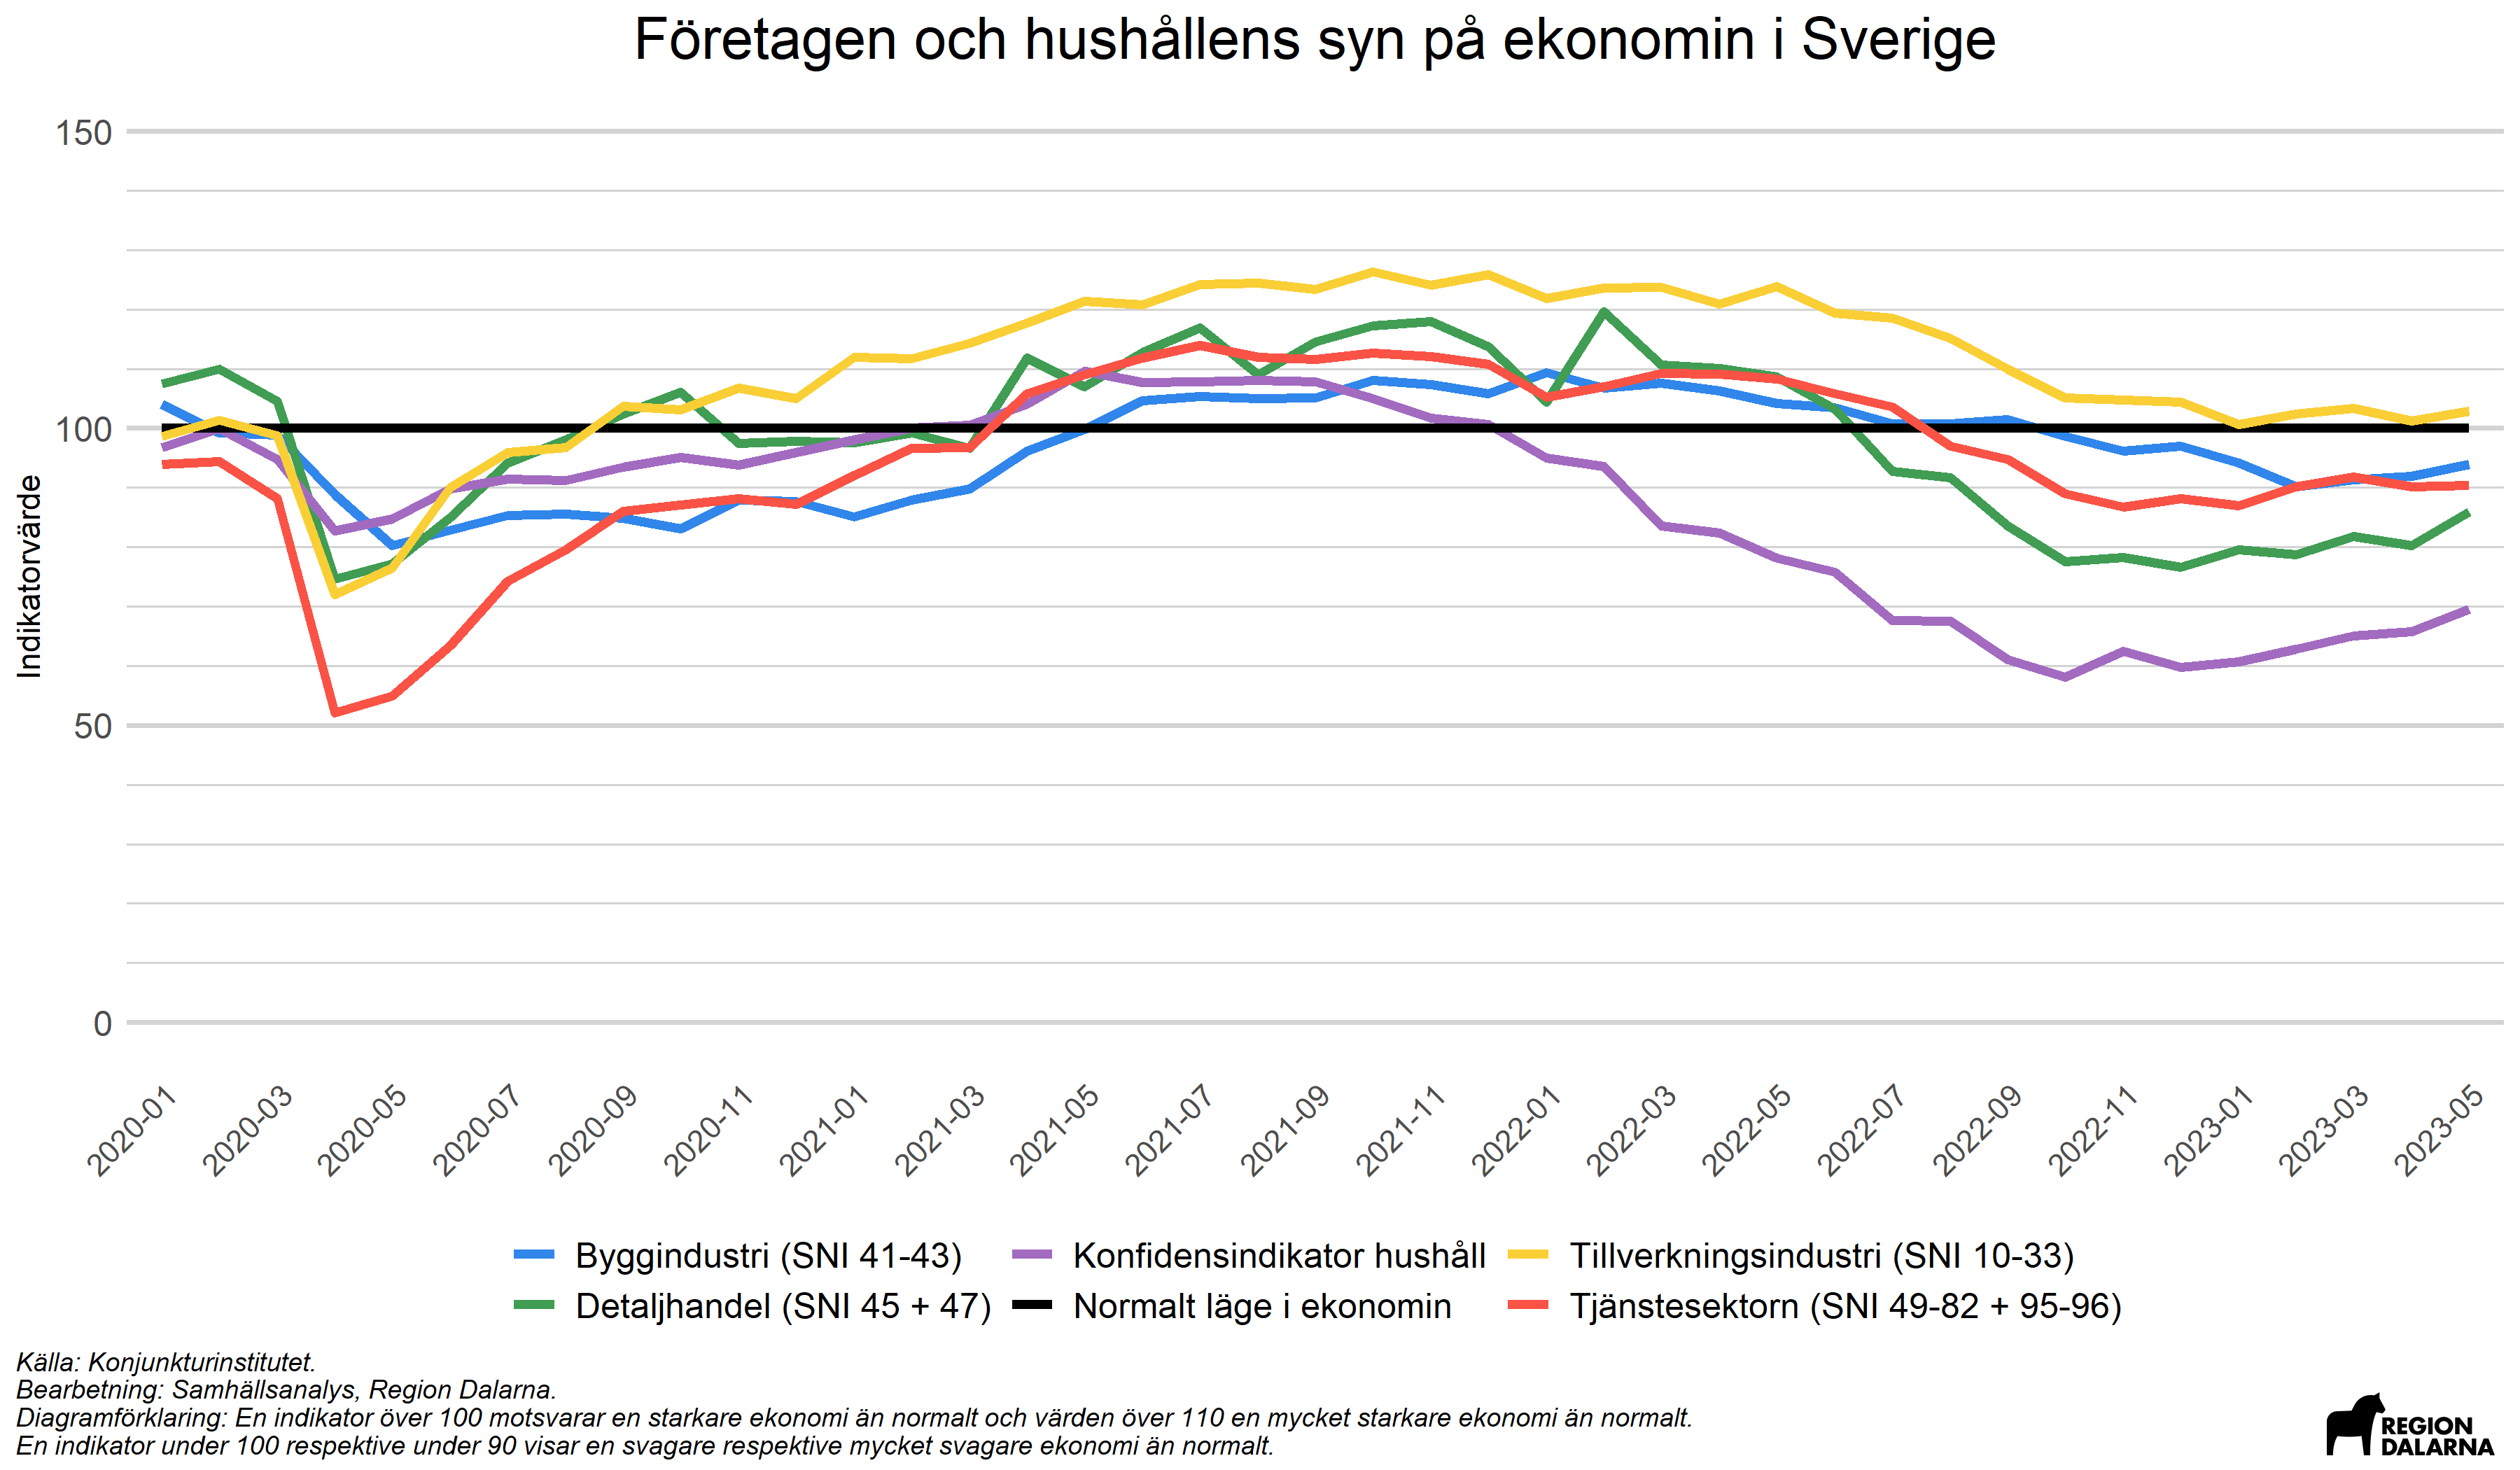 Företagen och hushållens syn på ekonomin i Sverige
Indikatorvärde
150
100
50
0
2020-01
2020-03
2020-05
2020-07
2020-09
2020-11
2021-01
2021-03
2021-05
2021-07
2021-09
2021-11
2022-01
2022-03
2022-05
2022-07
2022-09
2022-11
2023-01
2023-03
2023-05
Byggindustri (SNI 41-43)
Konfidensindikator hushåll
Tillverkningsindustri (SNI 10-33)
Detaljhandel (SNI 45 + 47)
Normalt läge i ekonomin
Tjänstesektorn (SNI 49-82 + 95-96)
Källa: Konjunkturinstitutet.
Bearbetning: Samhällsanalys, Region Dalarna.
Diagramförklaring: En indikator över 100 motsvarar en starkare ekonomi än normalt och värden över 110 en mycket starkare ekonomi än normalt.
En indikator under 100 respektive under 90 visar en svagare respektive mycket svagare ekonomi än normalt.
REGION
DALARNA